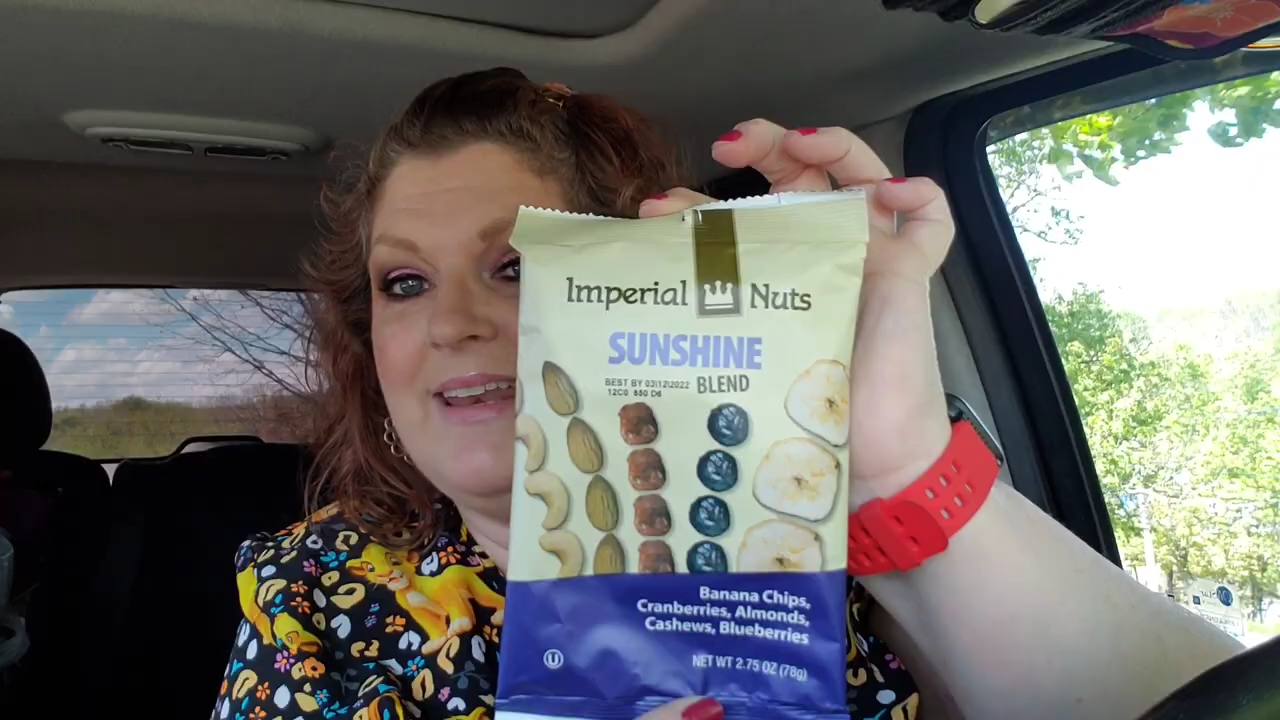 Imperial Nuts
SUNSHINE
BEST BY 03/12/2022
12C0 650 D6
BLEND
Banana Chips,
Cranberries, Almonds,
Cashews, Blueberries
U
NET WT 2.75 OZ (78g)